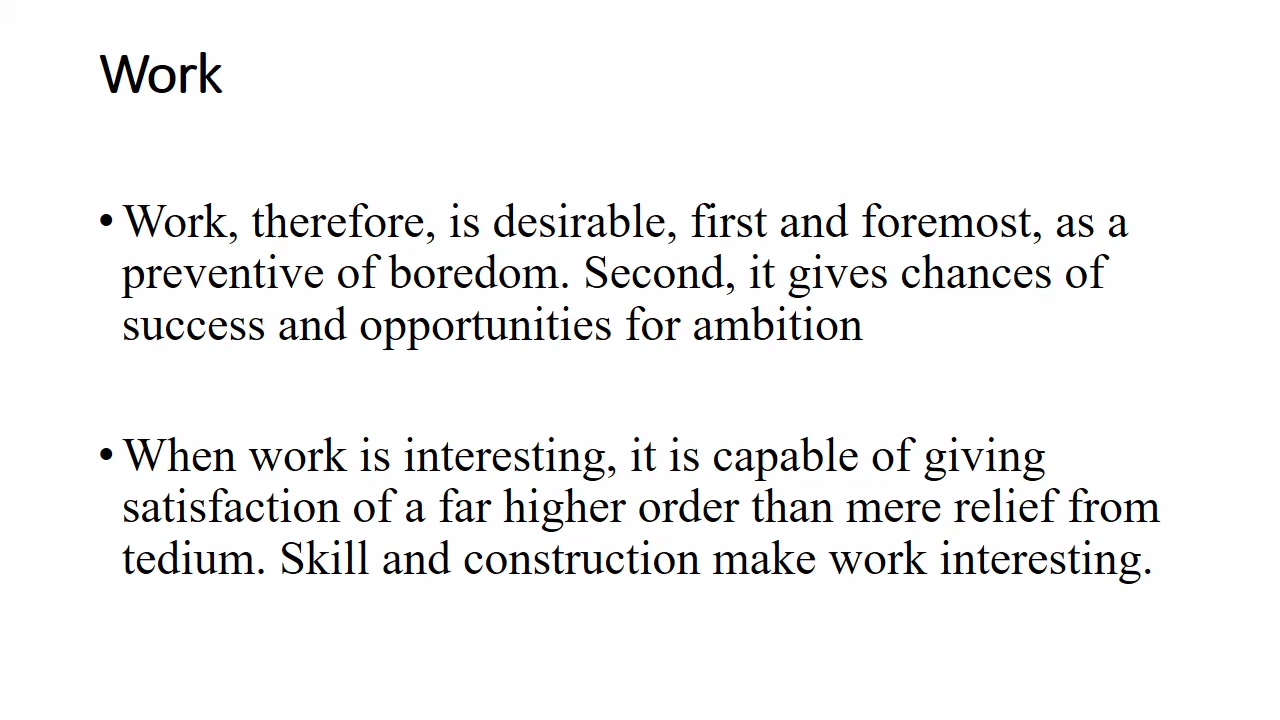 Work
• Work, therefore, is desirable, first and foremost, as a
preventive of boredom. Second, it gives chances of
success and opportunities for ambition
• When work is interesting, it is capable of giving
satisfaction of a far higher order than mere relief from
tedium. Skill and construction make work interesting.